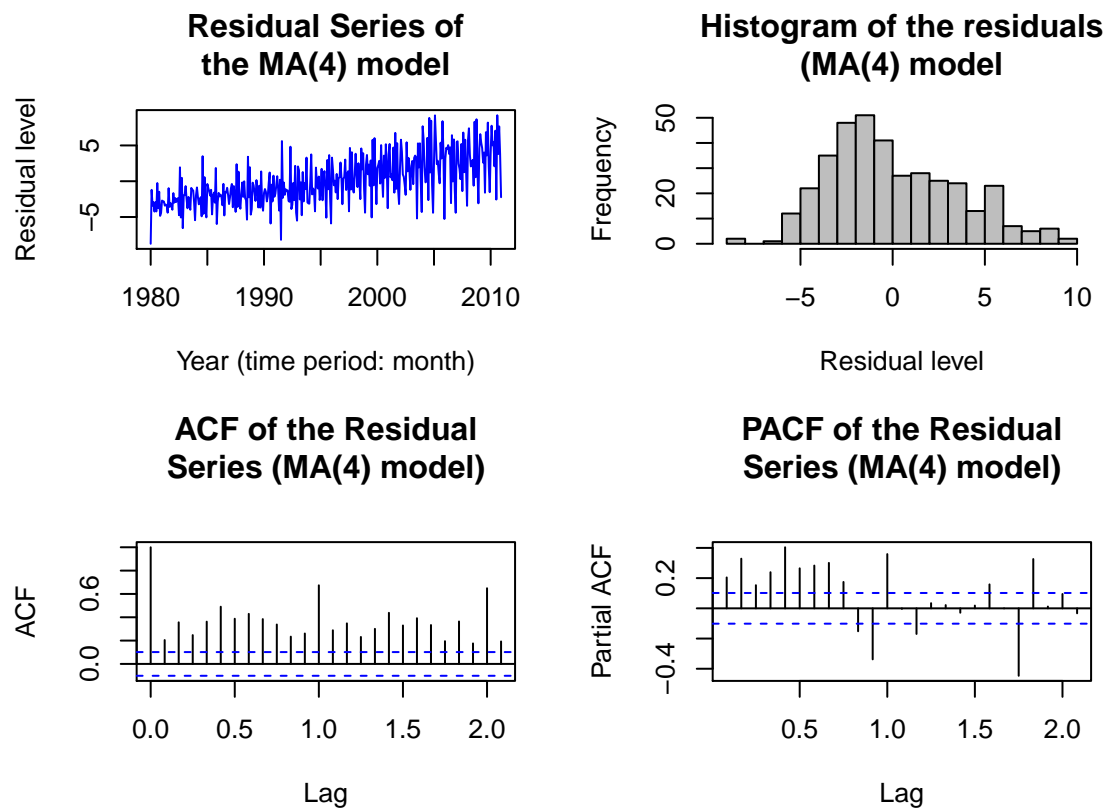 Residual Series of
the MA(4) model
Residual level
5
−5
1980 1990 2000 2010
Year (time period: month)
Histogram of the residuals
(MA(4) model
Frequency
50
20
0
−5 0 5 10
Residual level
ACF of the Residual
Series (MA(4) model)
ACF
0.6
0.0
0.0 0.5 1.0 1.5 2.0
Lag
PACF of the Residual
Series (MA(4) model)
Partial ACF
0.2
−0.4
0.5 1.0 1.5 2.0
Lag